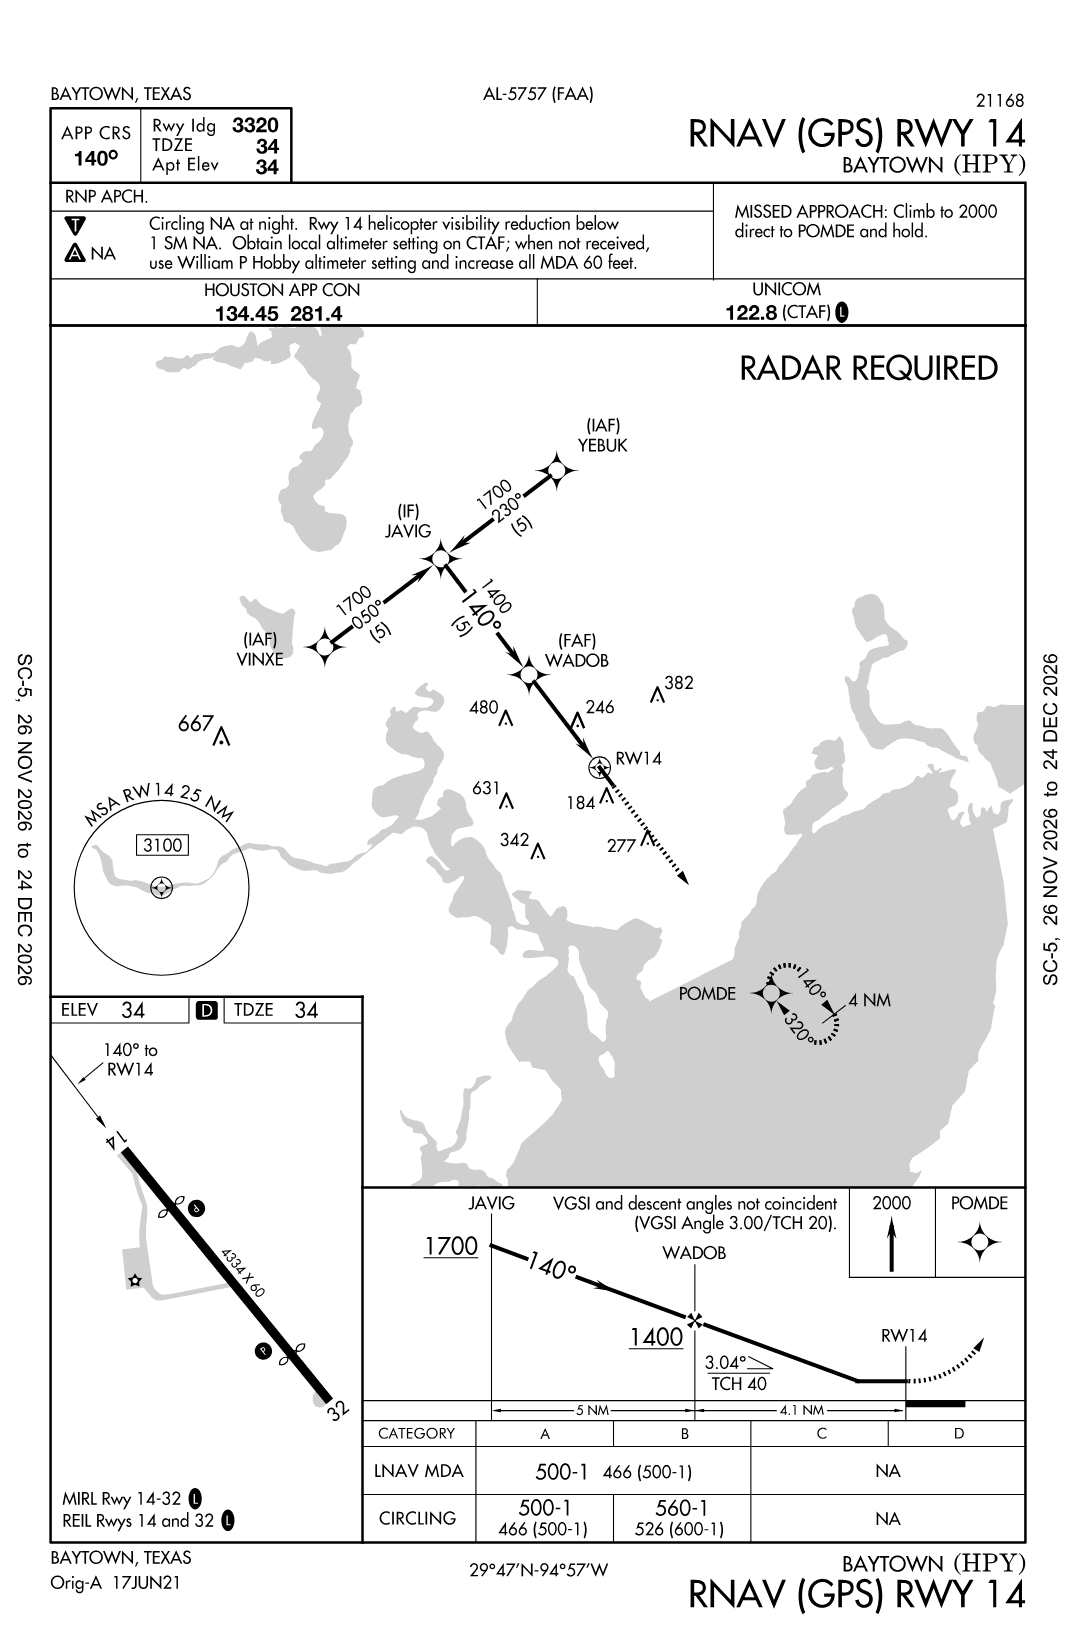 BAYTOWN, TEXAS
AL-5757 (FAA)
21168
APP CRS
140°
Rwy Idg 3320
TDZE 34
Apt Elev 34
RNAV (GPS) RWY 14
BAYTOWN (HPY)
RNP APCH.
T
A NA
Circling NA at night. Rwy 14 helicopter visibility reduction below
1 SM NA. Obtain local altimeter setting on CTAF; when not received,
use William P Hobby altimeter setting and increase all MDA 60 feet.
MISSED APPROACH: Climb to 2000
direct to POMDE and hold.
HOUSTON APP CON
134.45 281.4
UNICOM
122.8 (CTAF) L
RADAR REQUIRED
(IAF)
YEBUK
1700
230°
(5)
(IF)
JAVIG
1700
050°
(5)
1400
140°
(5)
(IAF)
VINXE
(FAF)
WADOB
382
480
246
667
RW14
631
184
342
277
MSA RW14 25 NM
3100
POMDE
140°
320°
4 NM
SC-5, 26 NOV 2026 to 24 DEC 2026
SC-5, 26 NOV 2026 to 24 DEC 2026
ELEV 34
D
TDZE 34
140° to
RW14
14
P
4334 X 60
P
32
MIRL Rwy 14-32 L
REIL Rwys 14 and 32 L
JAVIG
VGSI and descent angles not coincident
(VGSI Angle 3.00/TCH 20).
2000
POMDE
1700
140°
WADOB
1400
3.04°
TCH 40
RW14
5 NM
4.1 NM
CATEGORY A B C D
LNAV MDA 500-1 466 (500-1) NA
CIRCLING 500-1 560-1 NA
466 (500-1) 526 (600-1)
BAYTOWN, TEXAS
Orig-A 17JUN21
29°47'N-94°57'W
BAYTOWN (HPY)
RNAV (GPS) RWY 14